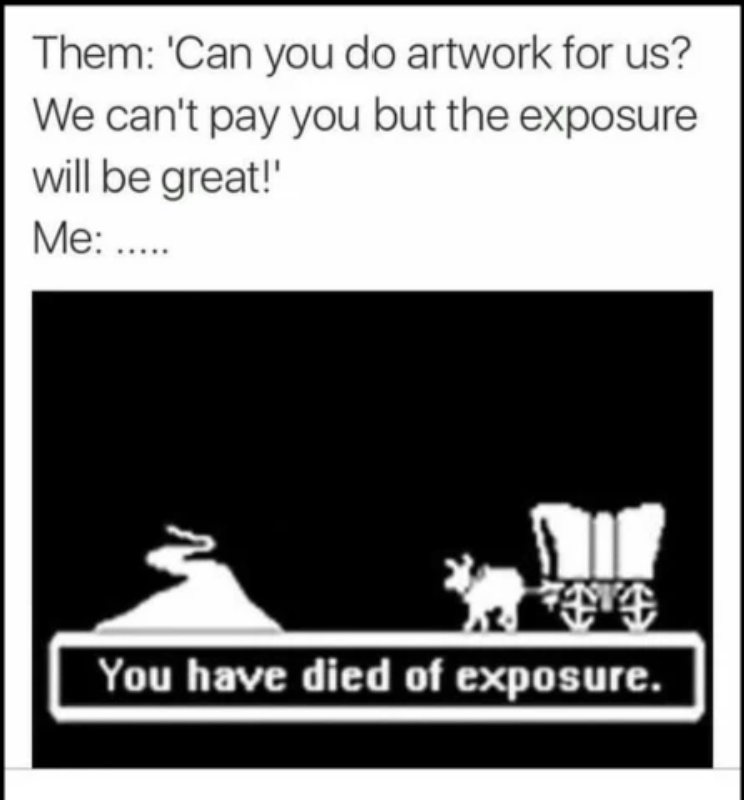 Them: 'Can you do artwork for us?
We can't pay you but the exposure
will be great!'
Me: .....
You have died of exposure.